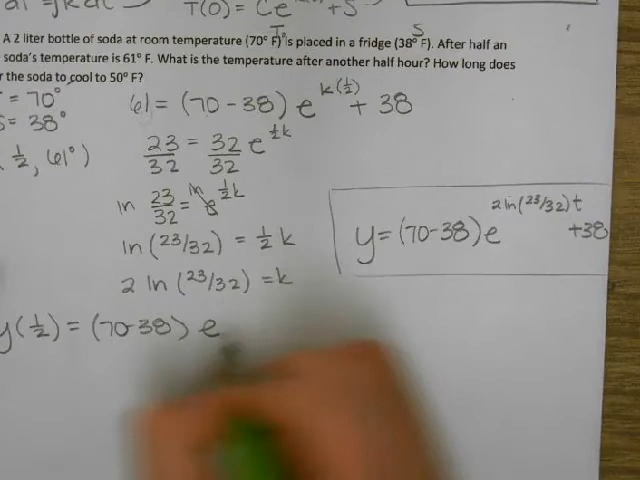 T(0) = Ce + S
T S
A 2 liter bottle of soda at room temperature (70° F) is placed in a fridge (38° F). After half an
soda's temperature is 61° F. What is the temperature after another half hour? How long does
the soda to cool to 50° F?
= 70°
S = 38°
1/2, 61°)
61 = (70 - 38) e^k(1/2) + 38
23/32 = 32/32 e^1/2k
ln 23/32 = ln e^1/2k
ln (23/32) = 1/2 k
2 ln (23/32) = k
y = (70-38) e^2 ln(23/32) t + 38
y(1/2) = (70-38) e